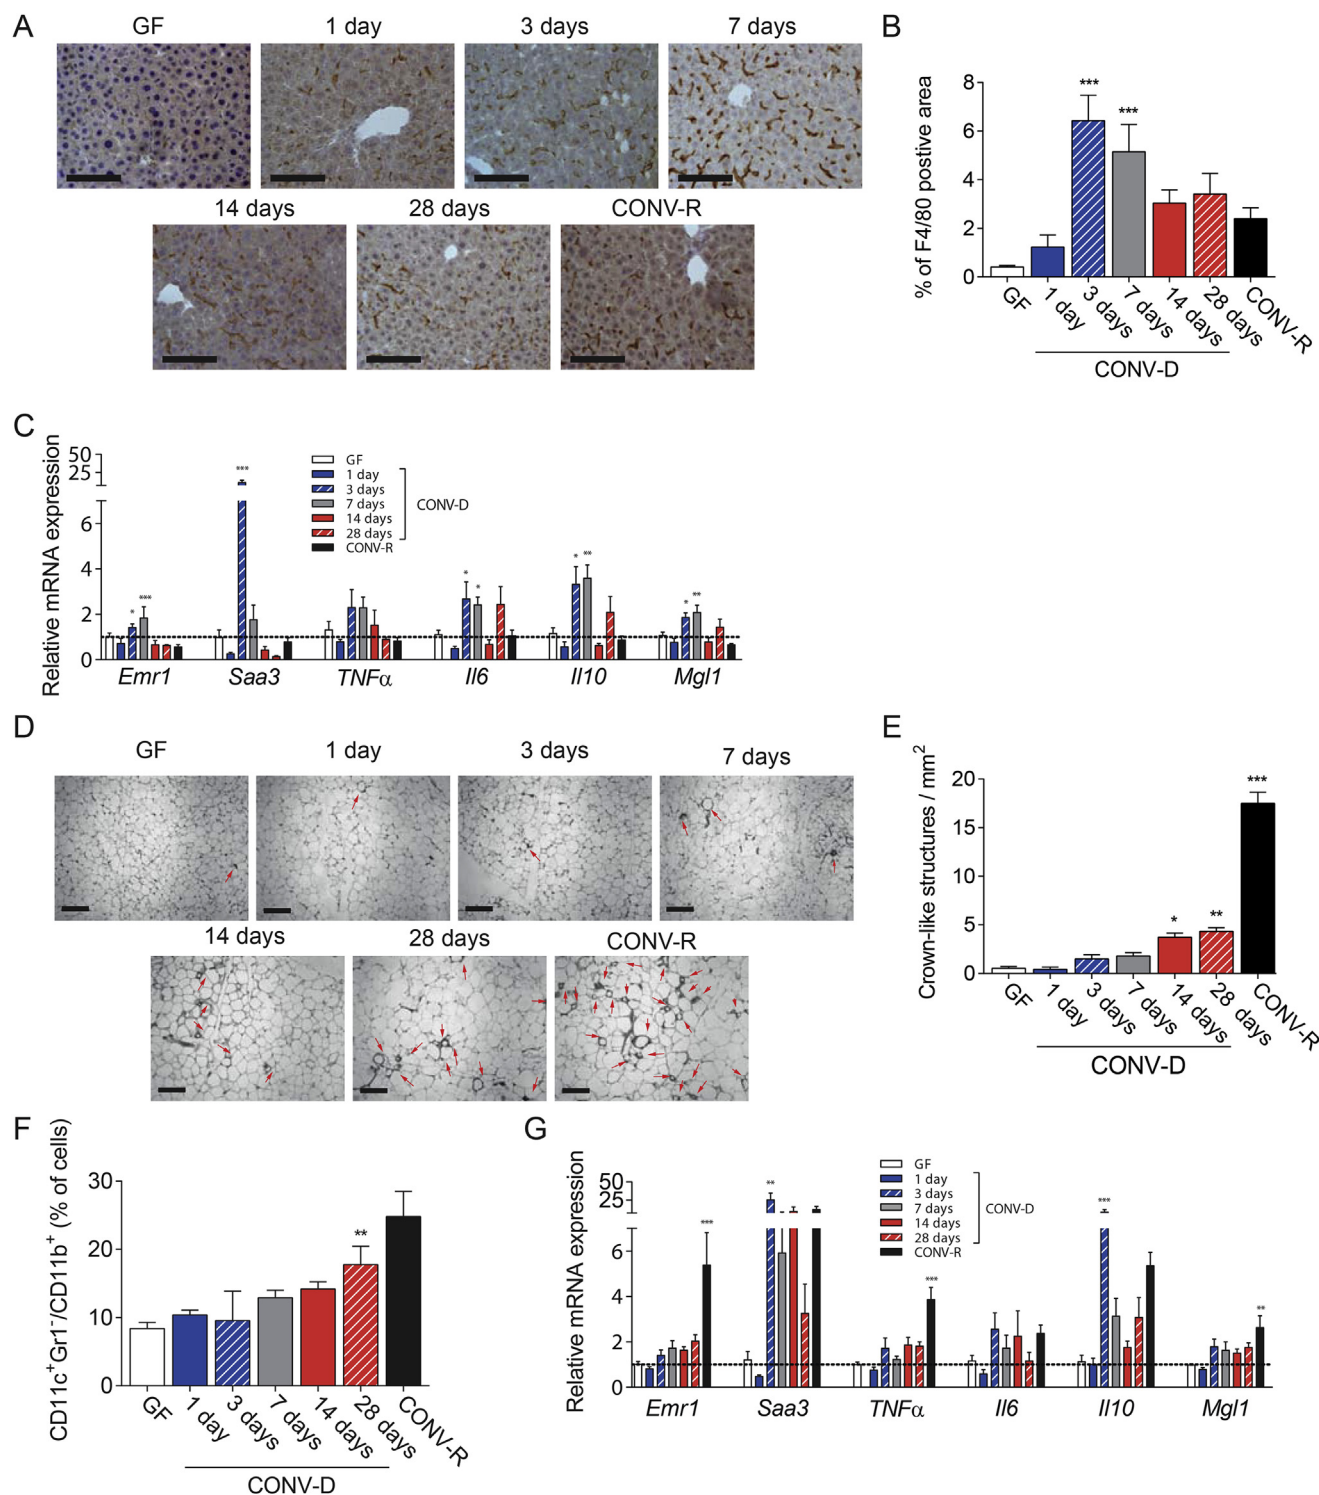 A
GF
1 day
3 days
7 days
14 days
28 days
CONV-R
B
% of F4/80 postive area
8
6
4
2
0
GF
1 day
3 days
7 days
14 days
28 days
CONV-R
CONV-D
***
***
C
Relative mRNA expression
50
25
6
4
2
0
***
* ***
* *
* **
* **
GF
1 day
3 days
7 days
14 days
28 days
CONV-R
CONV-D
Emr1
Saa3
TNFα
Il6
Il10
Mgl1
D
GF
1 day
3 days
7 days
14 days
28 days
CONV-R
E
Crown-like structures / mm²
20
15
10
5
0
*
**
***
GF
1 day
3 days
7 days
14 days
28 days
CONV-R
CONV-D
F
CD11c⁺Gr1⁻/CD11b⁺ (% of cells)
30
20
10
0
**
GF
1 day
3 days
7 days
14 days
28 days
CONV-R
CONV-D
G
Relative mRNA expression
50
25
6
4
2
0
***
**
***
***
**
GF
1 day
3 days
7 days
14 days
28 days
CONV-R
CONV-D
Emr1
Saa3
TNFα
Il6
Il10
Mgl1